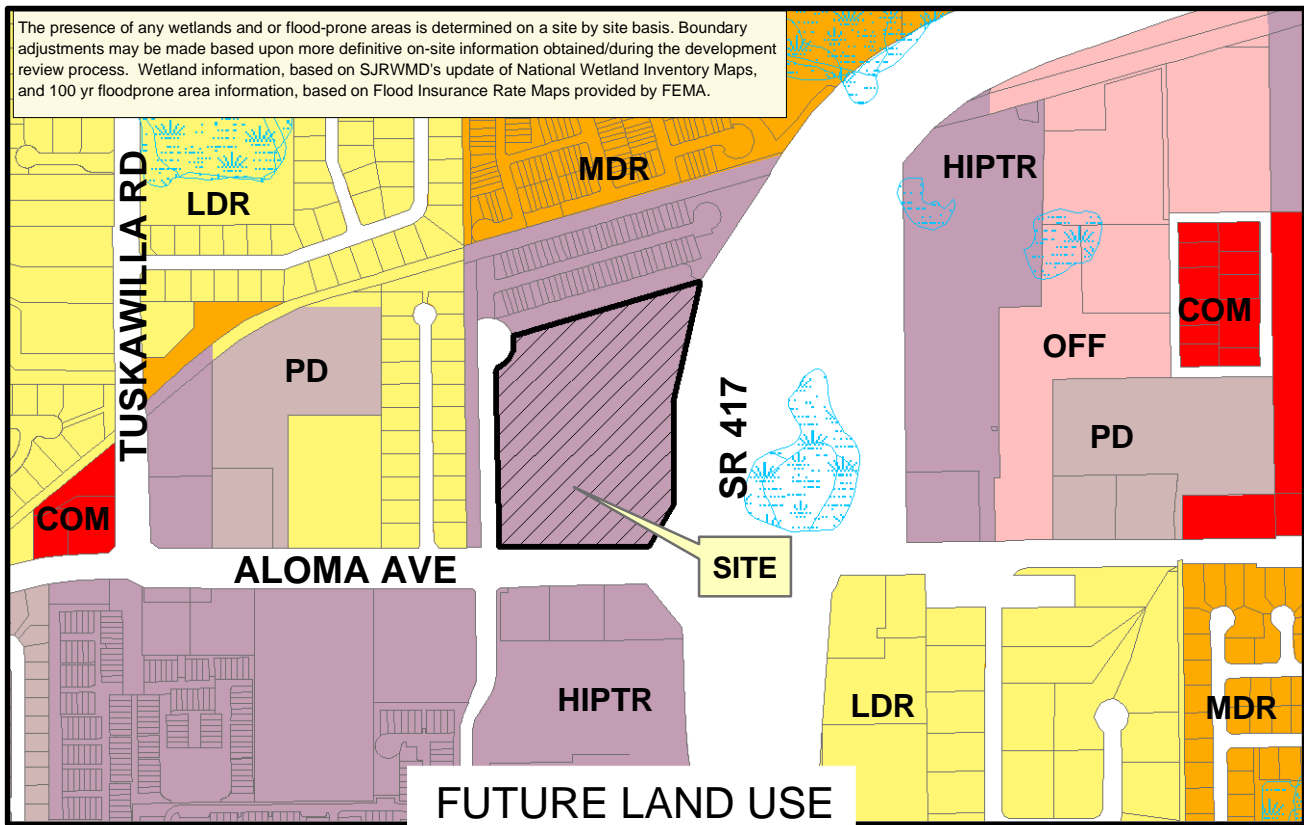 The presence of any wetlands and or flood-prone areas is determined on a site by site basis. Boundary
adjustments may be madebased upon more definitive on-site information obtained/during the development
review process. Wetland information, based on SJRWMD's update of National Wetland Inventory Maps,
and 100 yr floodprone area information, based on Flood Insurance Rate Maps provided by FEMA.
TUSKAWILLA RD
LDR
MDR
HIPTR
COM
OFF
PD
PD
SR 417
COM
ALOMA AVE
SITE
HIPTR
LDR
MDR
FUTURE LAND USE